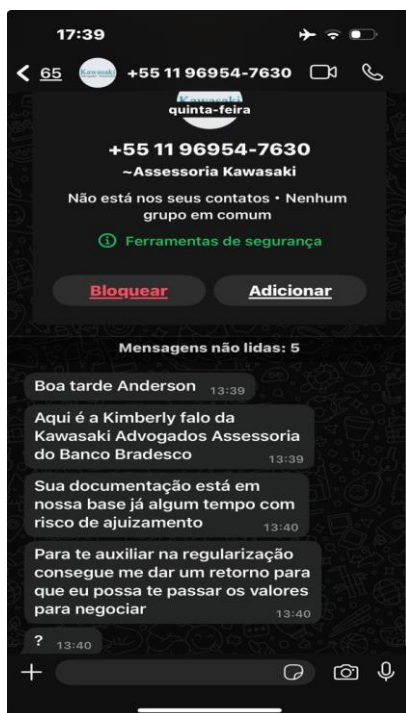 17:39
65 Kawasaki +55 11 96954-7630
quinta-feira
+55 11 96954-7630
~Assessoria Kawasaki
Não está nos seus contatos • Nenhum
grupo em comum
Ferramentas de segurança
Bloquear Adicionar
Mensagens não lidas: 5
Boa tarde Anderson 13:39
Aqui é a Kimberly falo da
Kawasaki Advogados Assessoria
do Banco Bradesco 13:39
Sua documentação está em
nossa base já algum tempo com
risco de ajuizamento 13:40
Para te auxiliar na regularização
consegue me dar um retorno para
que eu possa te passar os valores
para negociar 13:40
? 13:40